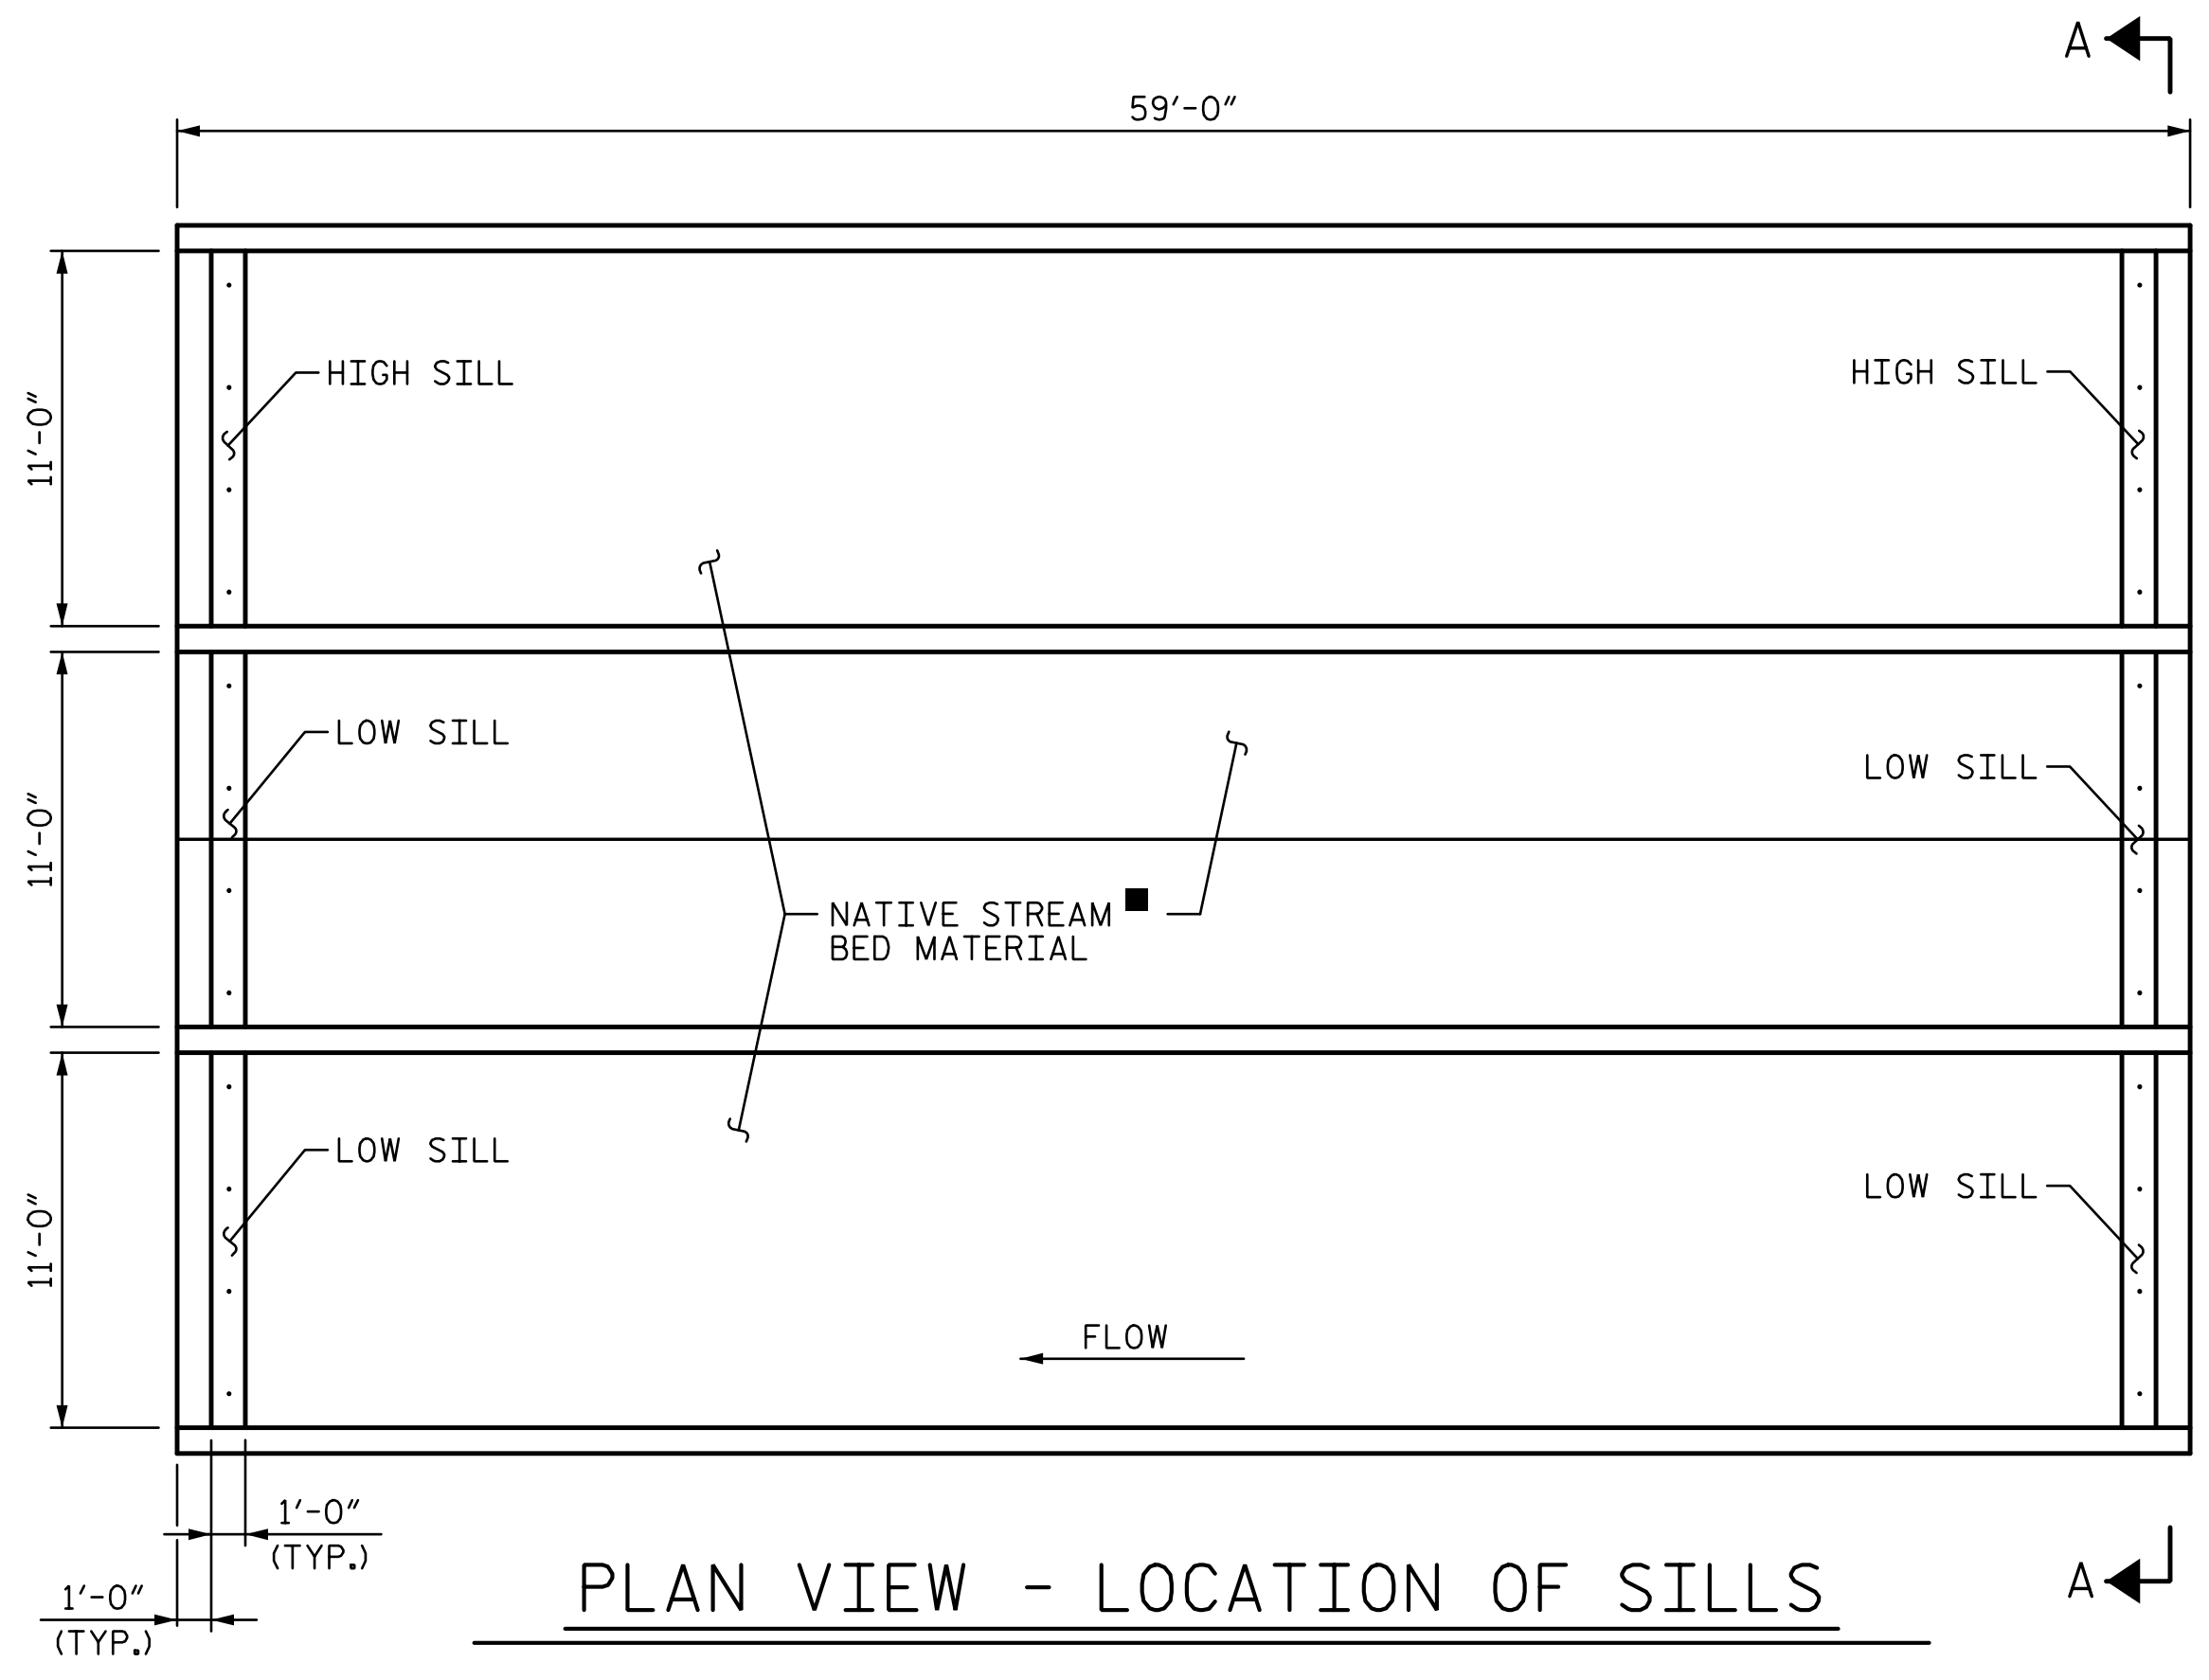 A
59'-0"
11'-0"
HIGH SILL
HIGH SILL
11'-0"
LOW SILL
LOW SILL
NATIVE STREAM ■
BED MATERIAL
11'-0"
LOW SILL
LOW SILL
FLOW
1'-0"
(TYP.)
1'-0"
(TYP.)
PLAN VIEW - LOCATION OF SILLS
A